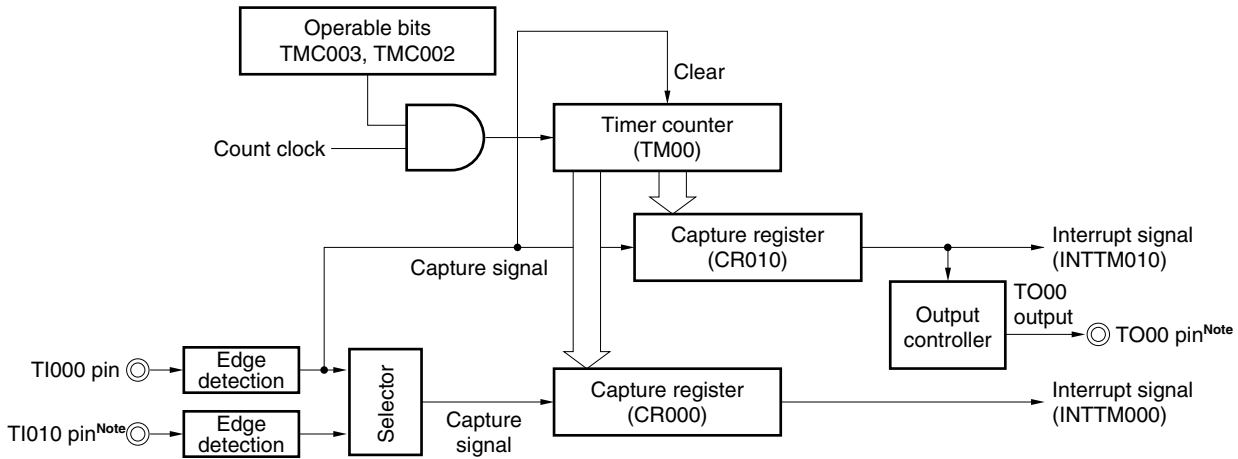 Operable bits
TMC003, TMC002
Clear
Timer counter
(TM00)
Count clock
Capture register
(CR010)
Interrupt signal
(INTTM010)
Capture signal
Output
controller
TO00
output
TO00 pinNote
TI000 pin
Edge
detection
Selector
Capture register
(CR000)
Interrupt signal
(INTTM000)
Capture
signal
TI010 pinNote
Edge
detection